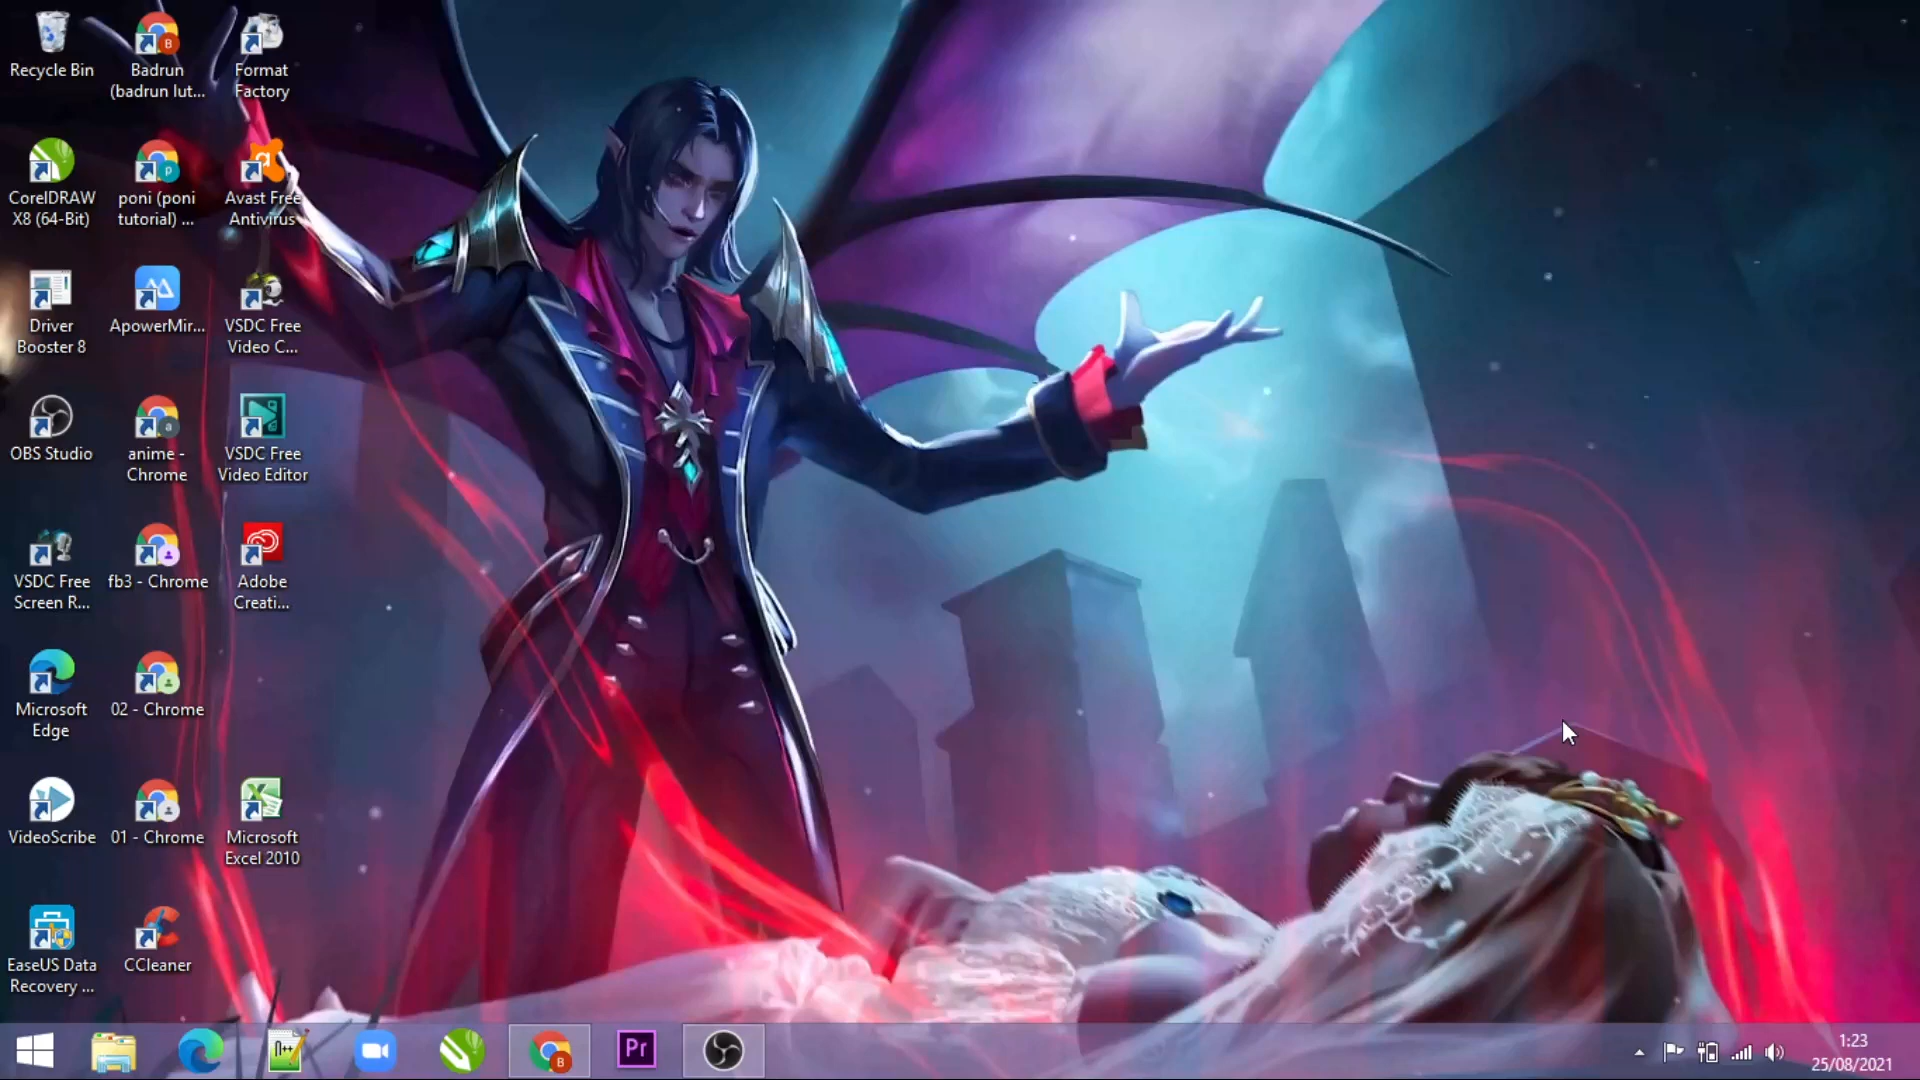 Recycle Bin
Badrun
(badrun lut...
Format
Factory
CorelDRAW
X8 (64-Bit)
poni (poni
tutorial) ...
Avast Free
Antivirus
Driver
Booster 8
ApowerMir...
VSDC Free
Video C...
OBS Studio
anime -
Chrome
VSDC Free
Video Editor
VSDC Free
Screen R...
fb3 - Chrome
Adobe
Creati...
Microsoft
Edge
02 - Chrome
VideoScribe
01 - Chrome
Microsoft
Excel 2010
EaseUS Data
Recovery ...
CCleaner
Pr
1:23
25/08/2021